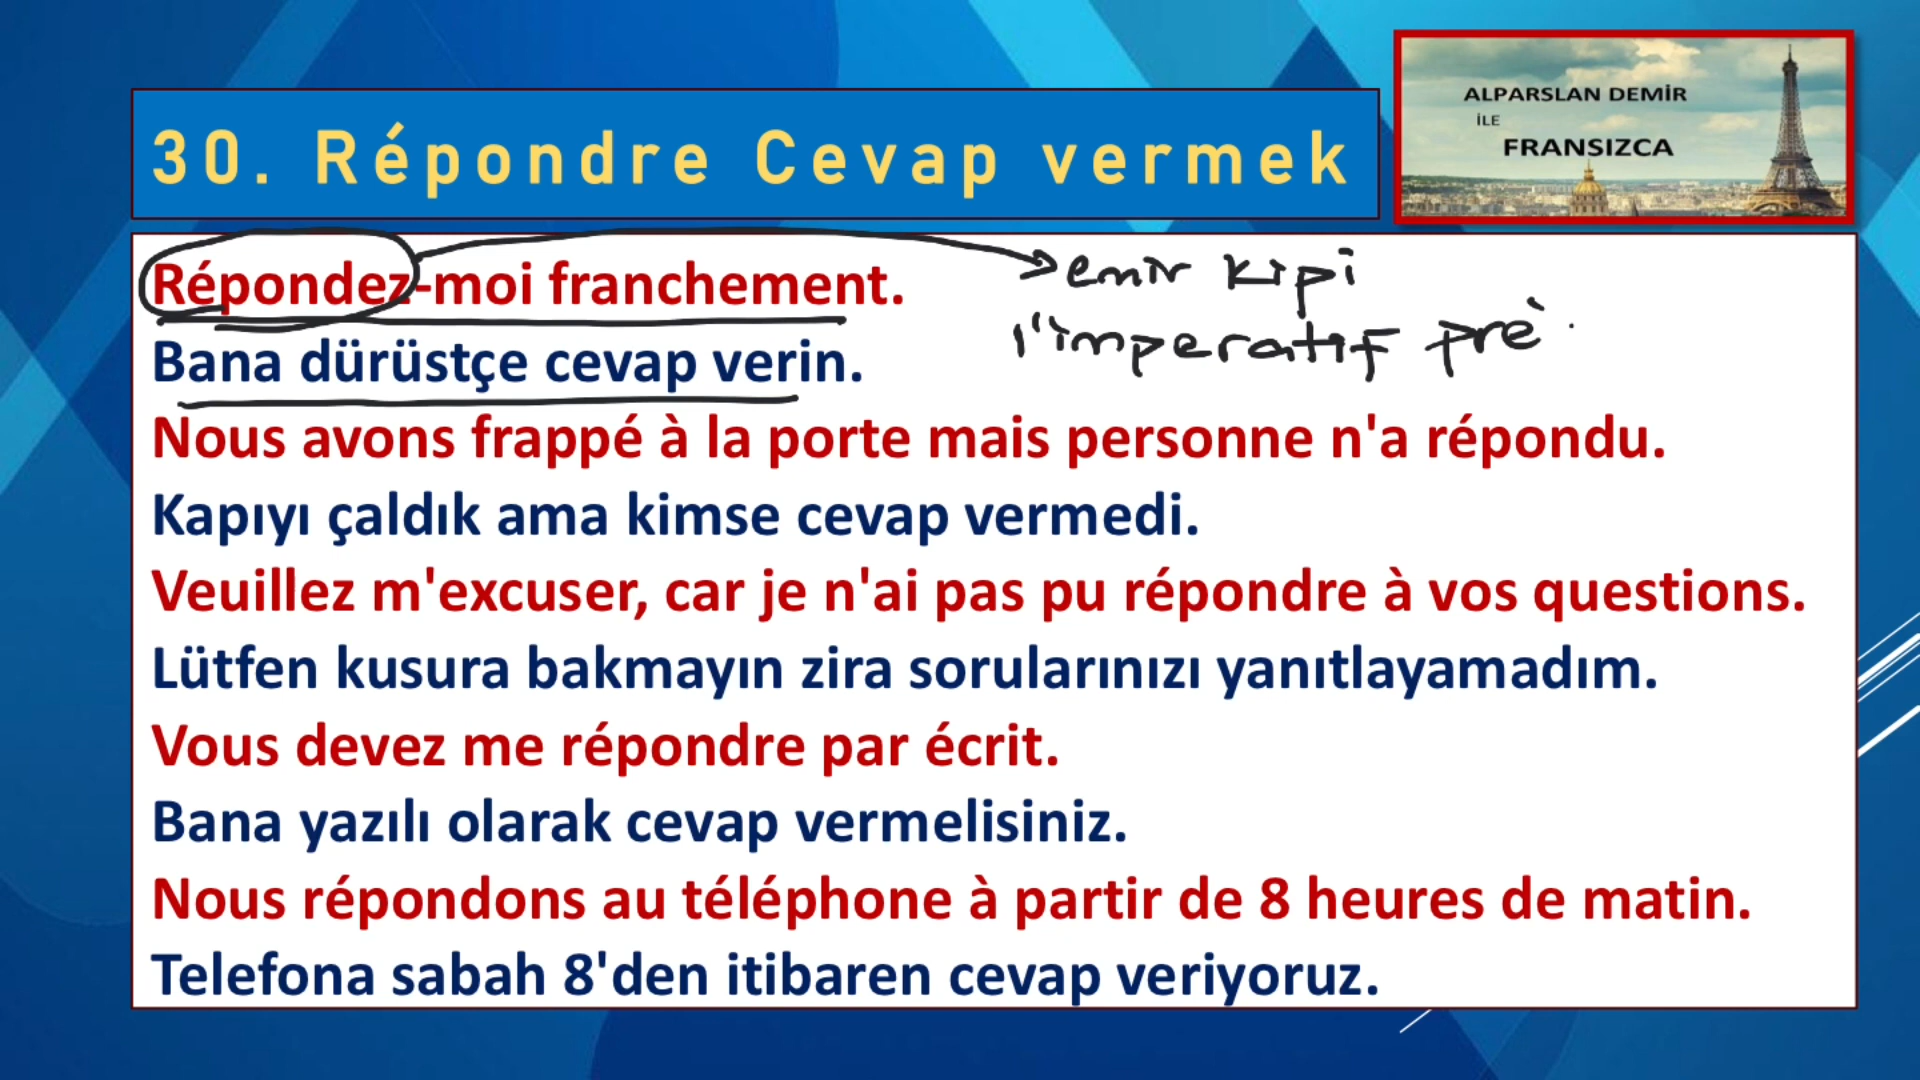 ALPARSLAN DEMİR
İLE
FRANSIZCA
30. Répondre Cevap vermek
Répondez-moi franchement.
emir kipi
l'imperatif pré
Bana dürüstçe cevap verin.
Nous avons frappé à la porte mais personne n'a répondu.
Kapıyı çaldık ama kimse cevap vermedi.
Veuillez m'excuser, car je n'ai pas pu répondre à vos questions.
Lütfen kusura bakmayın zira sorularınızı yanıtlayamadım.
Vous devez me répondre par écrit.
Bana yazılı olarak cevap vermelisiniz.
Nous répondons au téléphone à partir de 8 heures de matin.
Telefona sabah 8'den itibaren cevap veriyoruz.